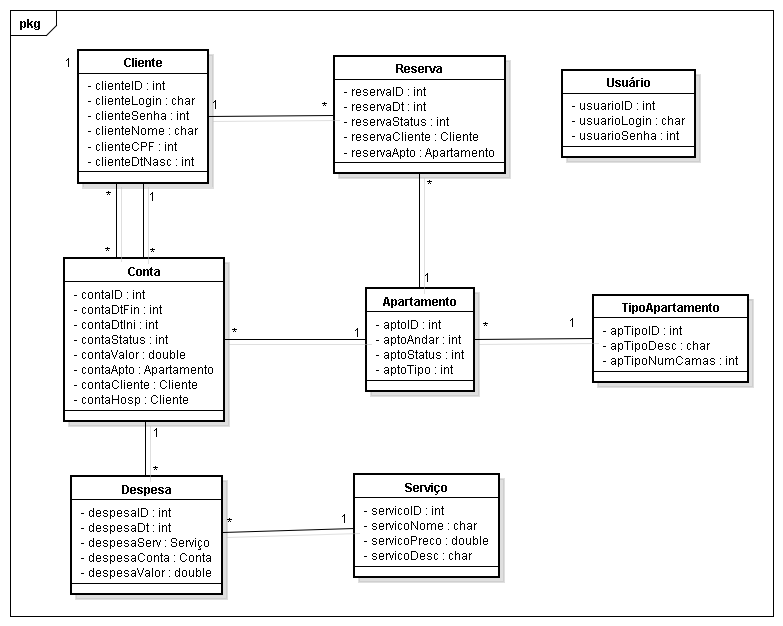 pkg
1
Cliente
- clienteID : int
- clienteLogin : char
- clienteSenha : int
- clienteNome : char
- clienteCPF : int
- clienteDtNasc : int
1
*
Reserva
- reservaID : int
- reservaDt : int
- reservaStatus : int
- reservaCliente : Cliente
- reservaApto : Apartamento
Usuário
- usuarioID : int
- usuarioLogin : char
- usuarioSenha : int
*
1
*
*
*
1
Conta
- contaID : int
- contaDtFin : int
- contaDtIni : int
- contaStatus : int
- contaValor : double
- contaApto : Apartamento
- contaCliente : Cliente
- contaHosp : Cliente
*
1
Apartamento
- aptoID : int
- aptoAndar : int
- aptoStatus : int
- aptoTipo : int
*
1
TipoApartamento
- apTipoID : int
- apTipoDesc : char
- apTipoNumCamas : int
1
*
Despesa
- despesaID : int
- despesaDt : int
- despesaServ : Serviço
- despesaConta : Conta
- despesaValor : double
*
1
Serviço
- servicoID : int
- servicoNome : char
- servicoPreco : double
- servicoDesc : char